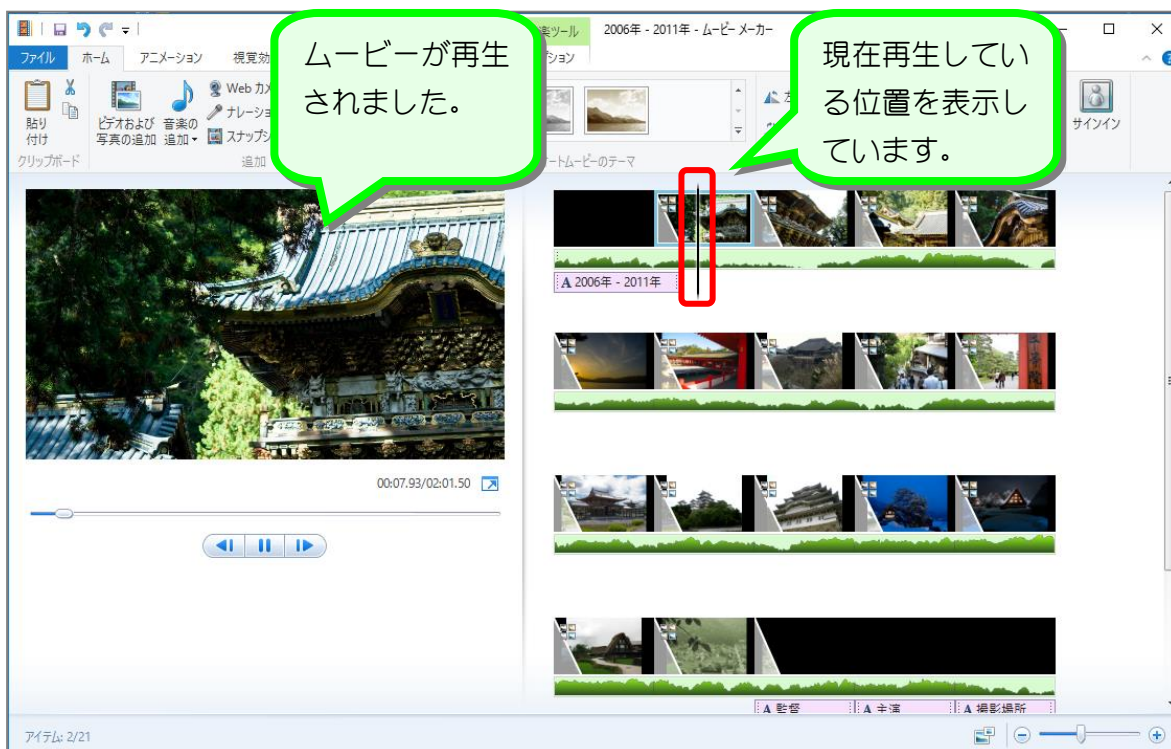 楽ツール
2006年 - 2011年 - ムービー メーカー
ファイル
ホーム
アニメーション
視覚効
ムービーが再生
されました。
現在再生してい
る位置を表示し
ています。
貼り
付け
ビデオおよび
写真の追加
音楽の
追加
Web カメ
ナレーショ
スナップシ
サインイン
クリップボード
追加
ートムービーのテーマ
A 2006年 - 2011年
00:07.93/02:01.50
A 監督
A 主演
A 撮影場所
アイテム: 2/21